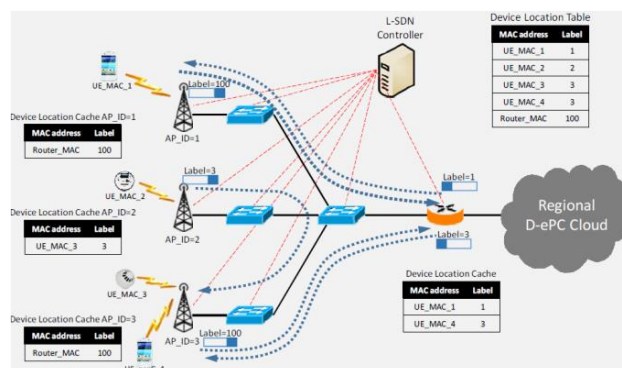 L-SDN
Controller
Device Location Table
MAC address Label
UE_MAC_1 1
UE_MAC_2 2
UE_MAC_3 3
UE_MAC_4 3
Router_MAC 100
UE_MAC_1
Label=100
AP_ID=1
Device Location Cache AP_ID=1
MAC address Label
Router_MAC 100
Label=3
UE_MAC_2
AP_ID=2
Device Location Cache AP_ID=2
MAC address Label
UE_MAC_3 3
Label=1
Label=3
Regional
D-ePC Cloud
UE_MAC_3
AP_ID=3
Label=100
Device Location Cache AP_ID=3
MAC address Label
Router_MAC 100
Device Location Cache
MAC address Label
UE_MAC_1 1
UE_MAC_4 3